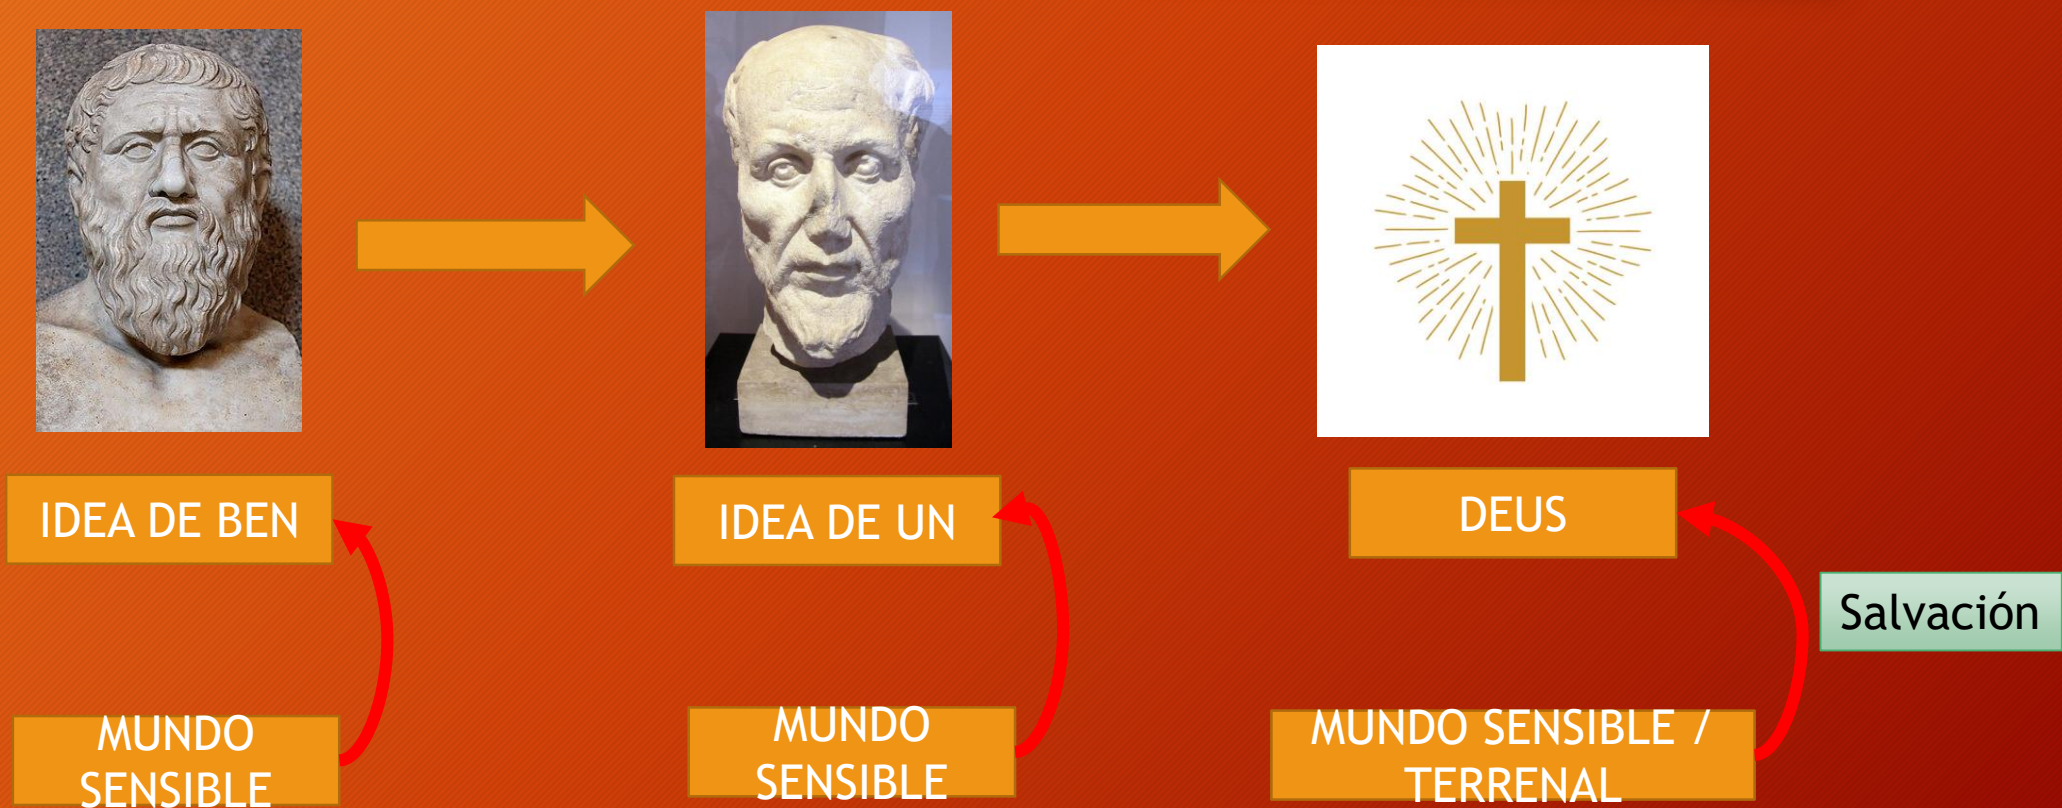 IDEA DE BEN
IDEA DE UN
DEUS
Salvación
MUNDO
SENSIBLE
MUNDO
SENSIBLE
MUNDO SENSIBLE /
TERRENAL